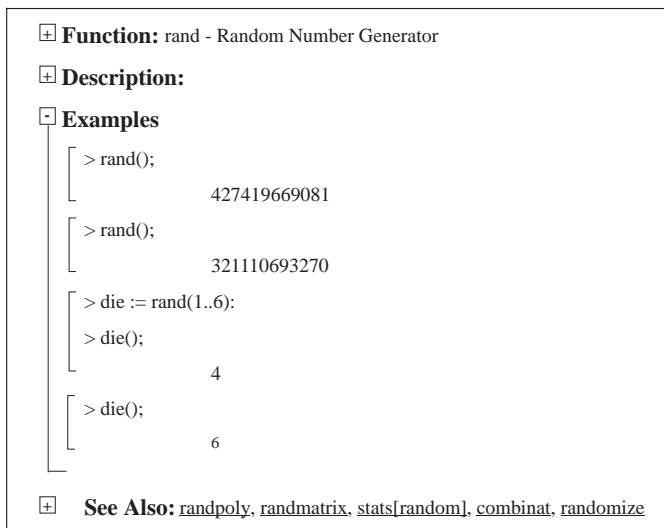 + Function: rand - Random Number Generator
+ Description:
- Examples
> rand();
427419669081
> rand();
321110693270
> die := rand(1..6):
> die();
4
> die();
6
+ See Also: randpoly, randmatrix, stats[random], combinat, randomize